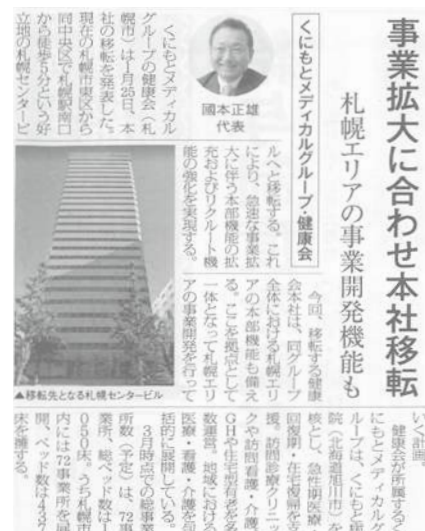 事業拡大に合わせ本社移転
札幌エリアの事業開発機能も
くにもとメディカルグループ・健康会
國本正雄
代表
くにもとメディカル
グループの健康会(札
幌市)は1月25日、本
社の移転を発表した。
現在の札幌市東区から
同中央区で札幌駅南口
から徒歩5分という好
立地の札幌センタービ
ルへと移転する。これ
により、急速な事業拡
大に伴う本部機能の拡
充およびリクルート機
能の強化を実現する。
今回、移転する健康
会本社は、同グループ
全体における札幌エリ
アの本部機能も備え
る。ここを拠点として
一体となって札幌エリ
アの事業開発を行って
▲移転先となる札幌センタービル
いく計画。
健康会が所属する
にもとメディカル
ループは、くにもと病
院(北海道旭川市)を
核とし、急性期医療
回復期・在宅復帰支
援、訪問診療クリニッ
クや訪問看護・介護
GHや住宅型有老を
数運営。地域における
医療・看護・介護を包
括的に展開している。
3月時点での総事業
所数(予定)は、72事
業所、総ベッド数は1
050床。うち札幌市
内には72事業所を展
開、ベッド数は437
床を擁する。